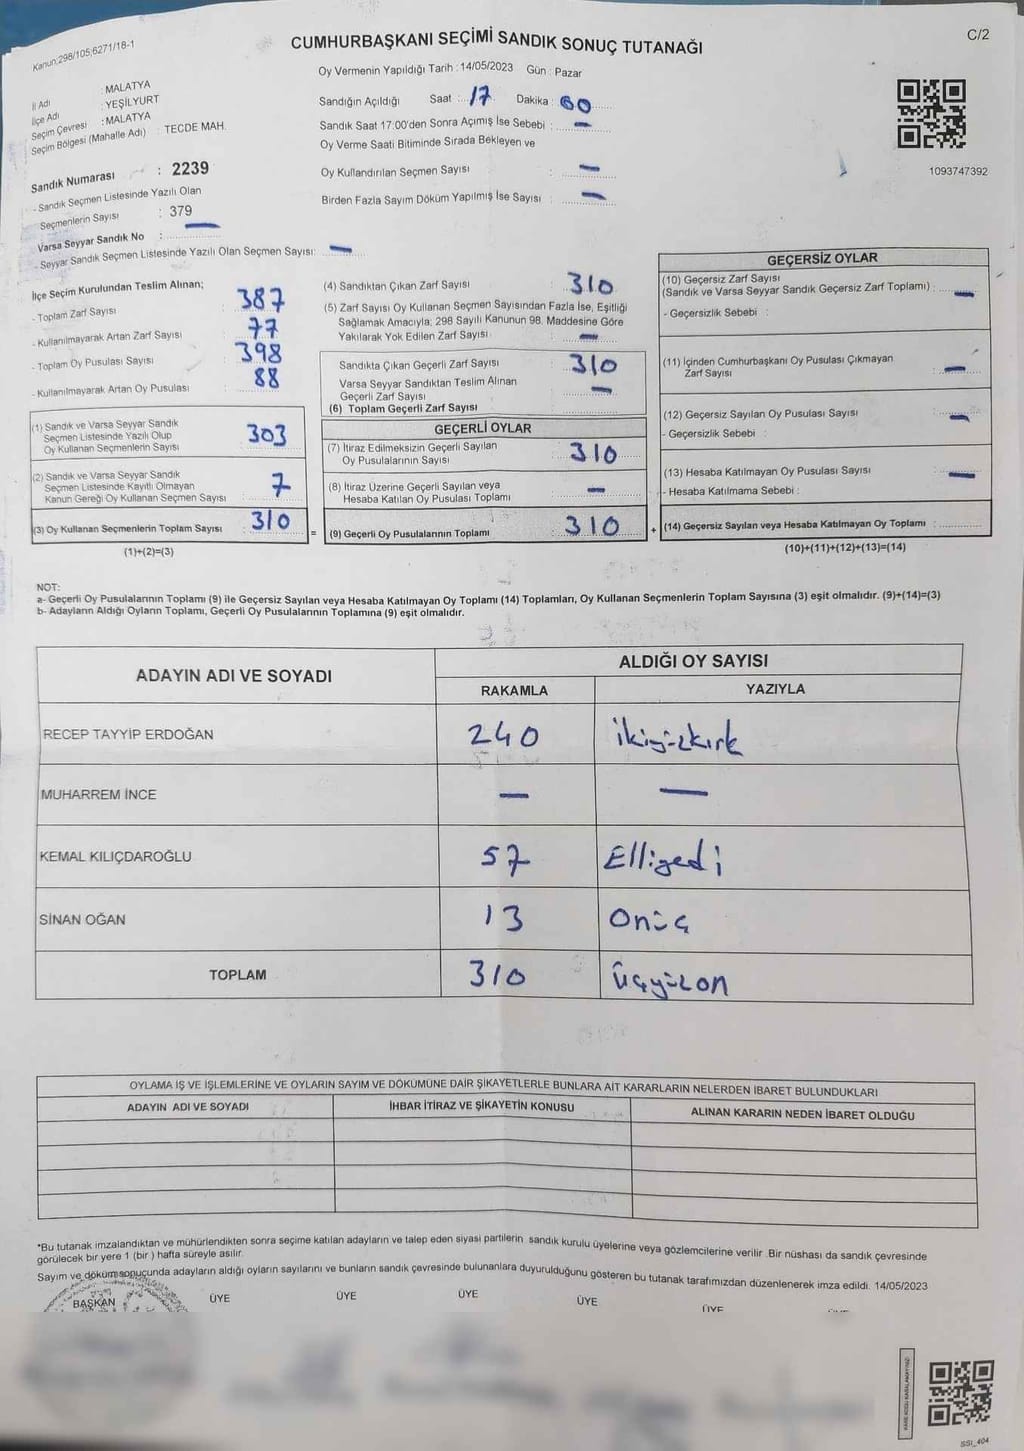 Kanun:298/105;6271/18-1
CUMHURBAŞKANI SEÇİMİ SANDIK SONUÇ TUTANAĞI
C/2
Oy Vermenin Yapıldığı Tarih : 14/05/2023 Gün : Pazar
İl Adı : MALATYA
İlçe Adı : YEŞİLYURT
Seçim Çevresi : MALATYA
Seçim Bölgesi (Mahalle Adı) : TECDE MAH.
Sandığın Açıldığı Saat : 17 Dakika : 00
Sandık Saat 17:00'den Sonra Açımış İse Sebebi : —
Oy Verme Saati Bitiminde Sırada Bekleyen ve
Oy Kullandırılan Seçmen Sayısı : —
Birden Fazla Sayım Döküm Yapılmış İse Sayısı : —
1093747392
Sandık Numarası : 2239
- Sandık Seçmen Listesinde Yazılı Olan
Seçmenlerin Sayısı : 379
Varsa Seyyar Sandık No : —
- Seyyar Sandık Seçmen Listesinde Yazılı Olan Seçmen Sayısı: —
İlçe Seçim Kurulundan Teslim Alınan;
- Toplam Zarf Sayısı : 387
- Kullanılmayarak Artan Zarf Sayısı : 77
- Toplam Oy Pusulası Sayısı : 398
- Kullanılmayarak Artan Oy Pusulası : 88
(1) Sandık ve Varsa Seyyar Sandık
Seçmen Listesinde Yazılı Olup
Oy Kullanan Seçmenlerin Sayısı : 303
(2) Sandık ve Varsa Seyyar Sandık
Seçmen Listesinde Kayıtlı Olmayan
Kanun Gereği Oy Kullanan Seçmen Sayısı : 7
(3) Oy Kullanan Seçmenlerin Toplam Sayısı : 310
(1)+(2)=(3)
(4) Sandıktan Çıkan Zarf Sayısı : 310
(5) Zarf Sayısı Oy Kullanan Seçmen Sayısından Fazla İse, Eşitliği
Sağlamak Amacıyla; 298 Sayılı Kanunun 98. Maddesine Göre
Yakılarak Yok Edilen Zarf Sayısı : —
Sandıkta Çıkan Geçerli Zarf Sayısı : 310
Varsa Seyyar Sandıktan Teslim Alınan
Geçerli Zarf Sayısı : —
(6) Toplam Geçerli Zarf Sayısı
GEÇERLİ OYLAR
(7) İtiraz Edilmeksizin Geçerli Sayılan
Oy Pusulalarının Sayısı : 310
(8) İtiraz Üzerine Geçerli Sayılan veya
Hesaba Katılan Oy Pusulası Toplamı : —
= (9) Geçerli Oy Pusulalarının Toplamı : 310
GEÇERSİZ OYLAR
(10) Geçersiz Zarf Sayısı
(Sandık ve Varsa Seyyar Sandık Geçersiz Zarf Toplamı) : —
- Geçersizlik Sebebi :
(11) İçinden Cumhurbaşkanı Oy Pusulası Çıkmayan
Zarf Sayısı : —
(12) Geçersiz Sayılan Oy Pusulası Sayısı : —
- Geçersizlik Sebebi :
(13) Hesaba Katılmayan Oy Pusulası Sayısı : —
- Hesaba Katılmama Sebebi :
+ (14) Geçersiz Sayılan veya Hesaba Katılmayan Oy Toplamı :
(10)+(11)+(12)+(13)=(14)
NOT:
a- Geçerli Oy Pusulalarının Toplamı (9) ile Geçersiz Sayılan veya Hesaba Katılmayan Oy Toplamı (14) Toplamları, Oy Kullanan Seçmenlerin Toplam Sayısına (3) eşit olmalıdır. (9)+(14)=(3)
b- Adayların Aldığı Oyların Toplamı, Geçerli Oy Pusulalarının Toplamına (9) eşit olmalıdır.
ADAYIN ADI VE SOYADI
ALDIĞI OY SAYISI
RAKAMLA YAZIYLA
RECEP TAYYİP ERDOĞAN 240 ikiyüzkırk
MUHARREM İNCE — —
KEMAL KILIÇDAROĞLU 57 Elliyedi
SİNAN OĞAN 13 Onüç
TOPLAM 310 Üçyüzon
OYLAMA İŞ VE İŞLEMLERİNE VE OYLARIN SAYIM VE DÖKÜMÜNE DAİR ŞİKAYETLERLE BUNLARA AİT KARARLARIN NELERDEN İBARET BULUNDUKLARI
ADAYIN ADI VE SOYADI İHBAR İTİRAZ VE ŞİKAYETİN KONUSU ALINAN KARARIN NEDEN İBARET OLDUĞU
*Bu tutanak imzalandıktan ve mühürlendikten sonra seçime katılan adayların ve talep eden siyasi partilerin sandık kurulu üyelerine veya gözlemcilerine verilir. Bir nüshası da sandık çevresinde
görülecek bir yere 1 (bir ) hafta süreyle asılır.
Sayım ve döküm sonucunda adayların aldığı oyların sayılarını ve bunların sandık çevresinde bulunanlara duyurulduğunu gösteren bu tutanak tarafımızdan düzenlenerek imza edildi. 14/05/2023
BAŞKAN ÜYE ÜYE ÜYE ÜYE ÜYE
SSI_404